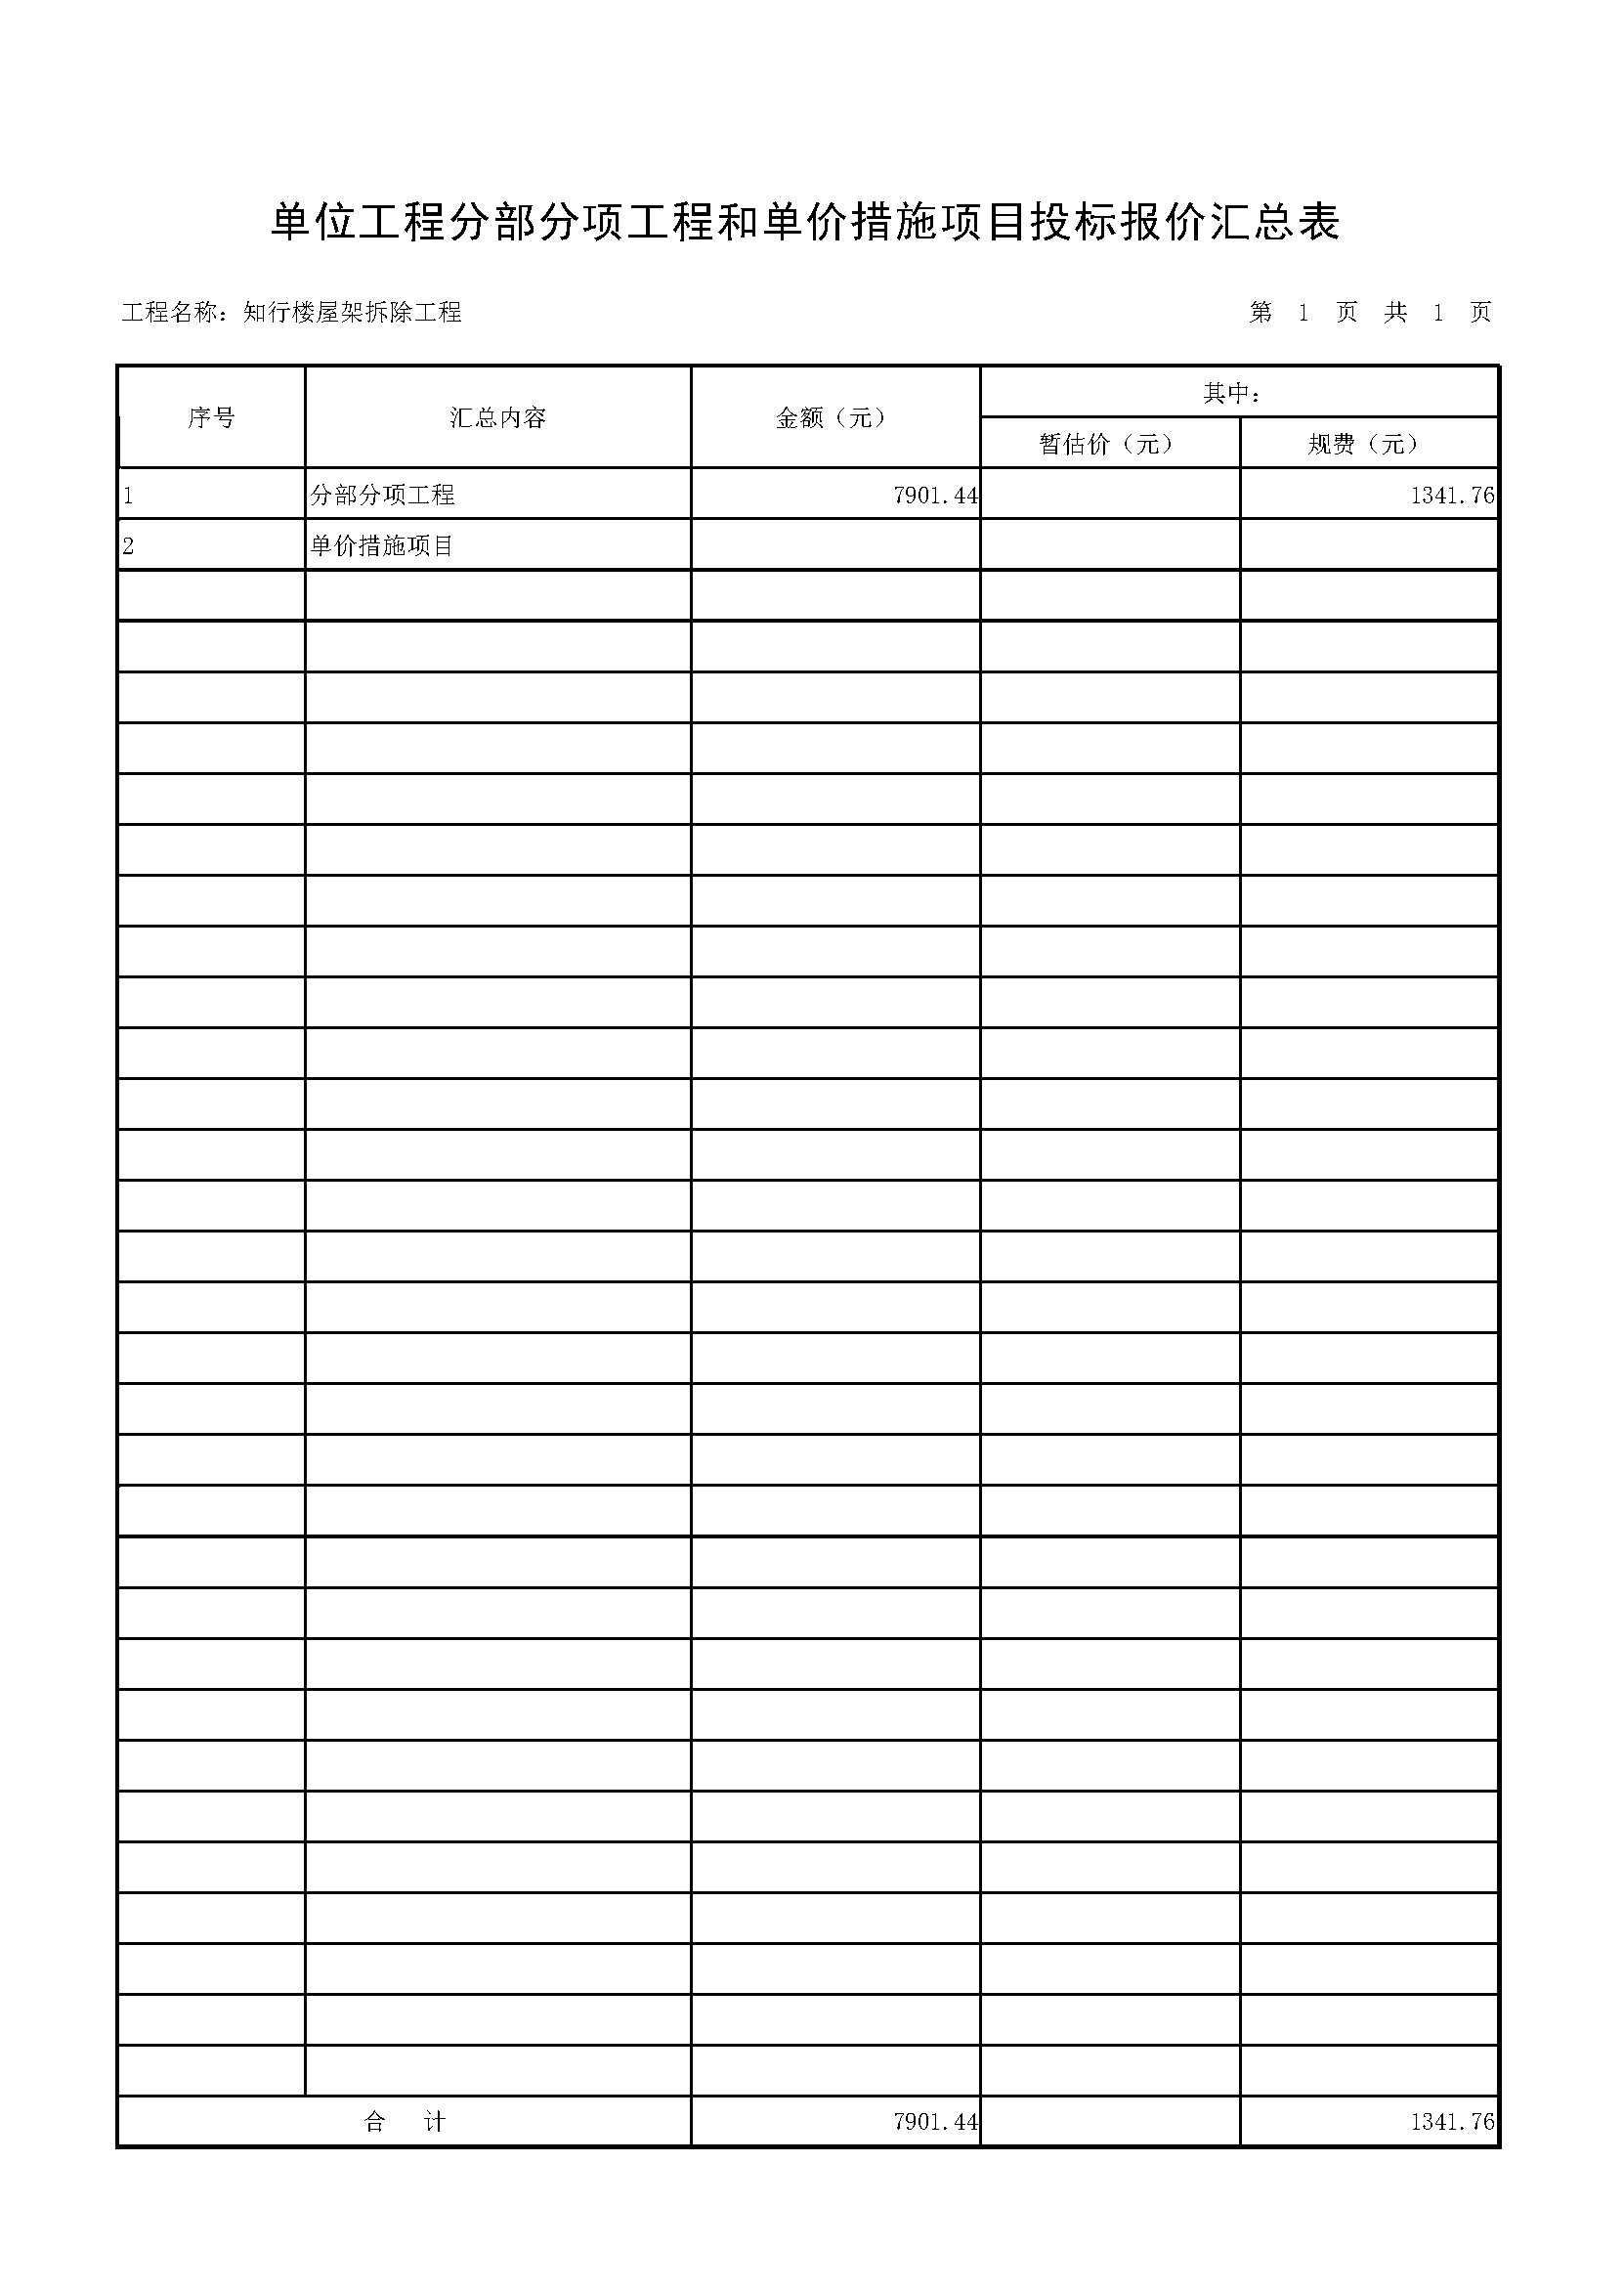 单位工程分部分项工程和单价措施项目投标报价汇总表
工程名称：知行楼屋架拆除工程 第 1 页 共 1 页
序号 汇总内容 金额（元） 其中：
暂估价（元） 规费（元）
1 分部分项工程 7901.44 1341.76
2 单价措施项目
合 计 7901.44 1341.76